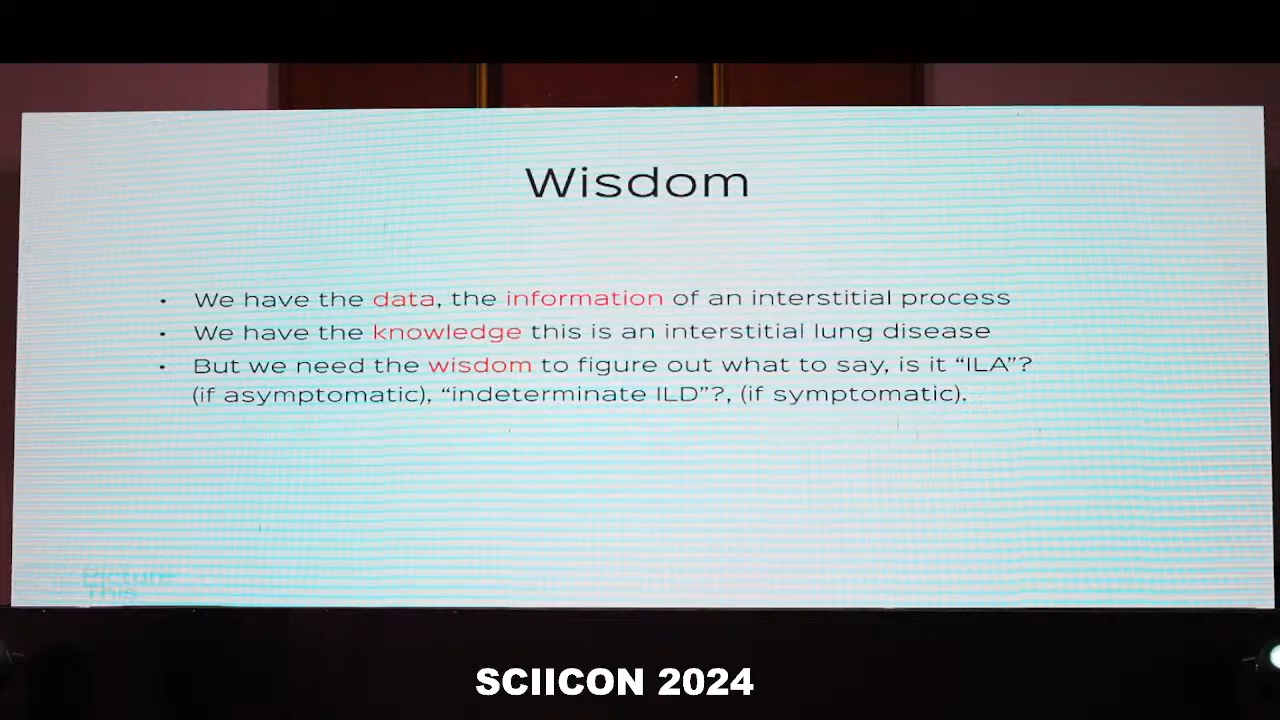 Wisdom
• We have the data, the information of an interstitial process
• We have the knowledge this is an interstitial lung disease
• But we need the wisdom to figure out what to say, is it “ILA”?
(if asymptomatic), “indeterminate ILD”?, (if symptomatic).
Picture
This
SCIICON 2024